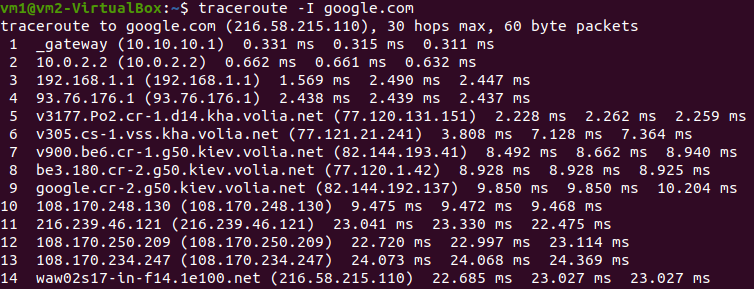 vm1@vm2-VirtualBox:~$ traceroute -I google.com
traceroute to google.com (216.58.215.110), 30 hops max, 60 byte packets
1 _gateway (10.10.10.1) 0.331 ms 0.315 ms 0.311 ms
2 10.0.2.2 (10.0.2.2) 0.662 ms 0.661 ms 0.632 ms
3 192.168.1.1 (192.168.1.1) 1.569 ms 2.490 ms 2.447 ms
4 93.76.176.1 (93.76.176.1) 2.438 ms 2.439 ms 2.437 ms
5 v3177.Po2.cr-1.d14.kha.volia.net (77.120.131.151) 2.228 ms 2.262 ms 2.259 ms
6 v305.cs-1.vss.kha.volia.net (77.121.21.241) 3.808 ms 7.128 ms 7.364 ms
7 v900.be6.cr-1.g50.kiev.volia.net (82.144.193.41) 8.492 ms 8.662 ms 8.940 ms
8 be3.180.cr-2.g50.kiev.volia.net (77.120.1.42) 8.928 ms 8.928 ms 8.925 ms
9 google.cr-2.g50.kiev.volia.net (82.144.192.137) 9.850 ms 9.850 ms 10.204 ms
10 108.170.248.130 (108.170.248.130) 9.475 ms 9.472 ms 9.468 ms
11 216.239.46.121 (216.239.46.121) 23.041 ms 23.330 ms 22.475 ms
12 108.170.250.209 (108.170.250.209) 22.720 ms 22.997 ms 23.114 ms
13 108.170.234.247 (108.170.234.247) 24.073 ms 24.068 ms 24.369 ms
14 waw02s17-in-f14.1e100.net (216.58.215.110) 22.685 ms 23.027 ms 23.027 ms